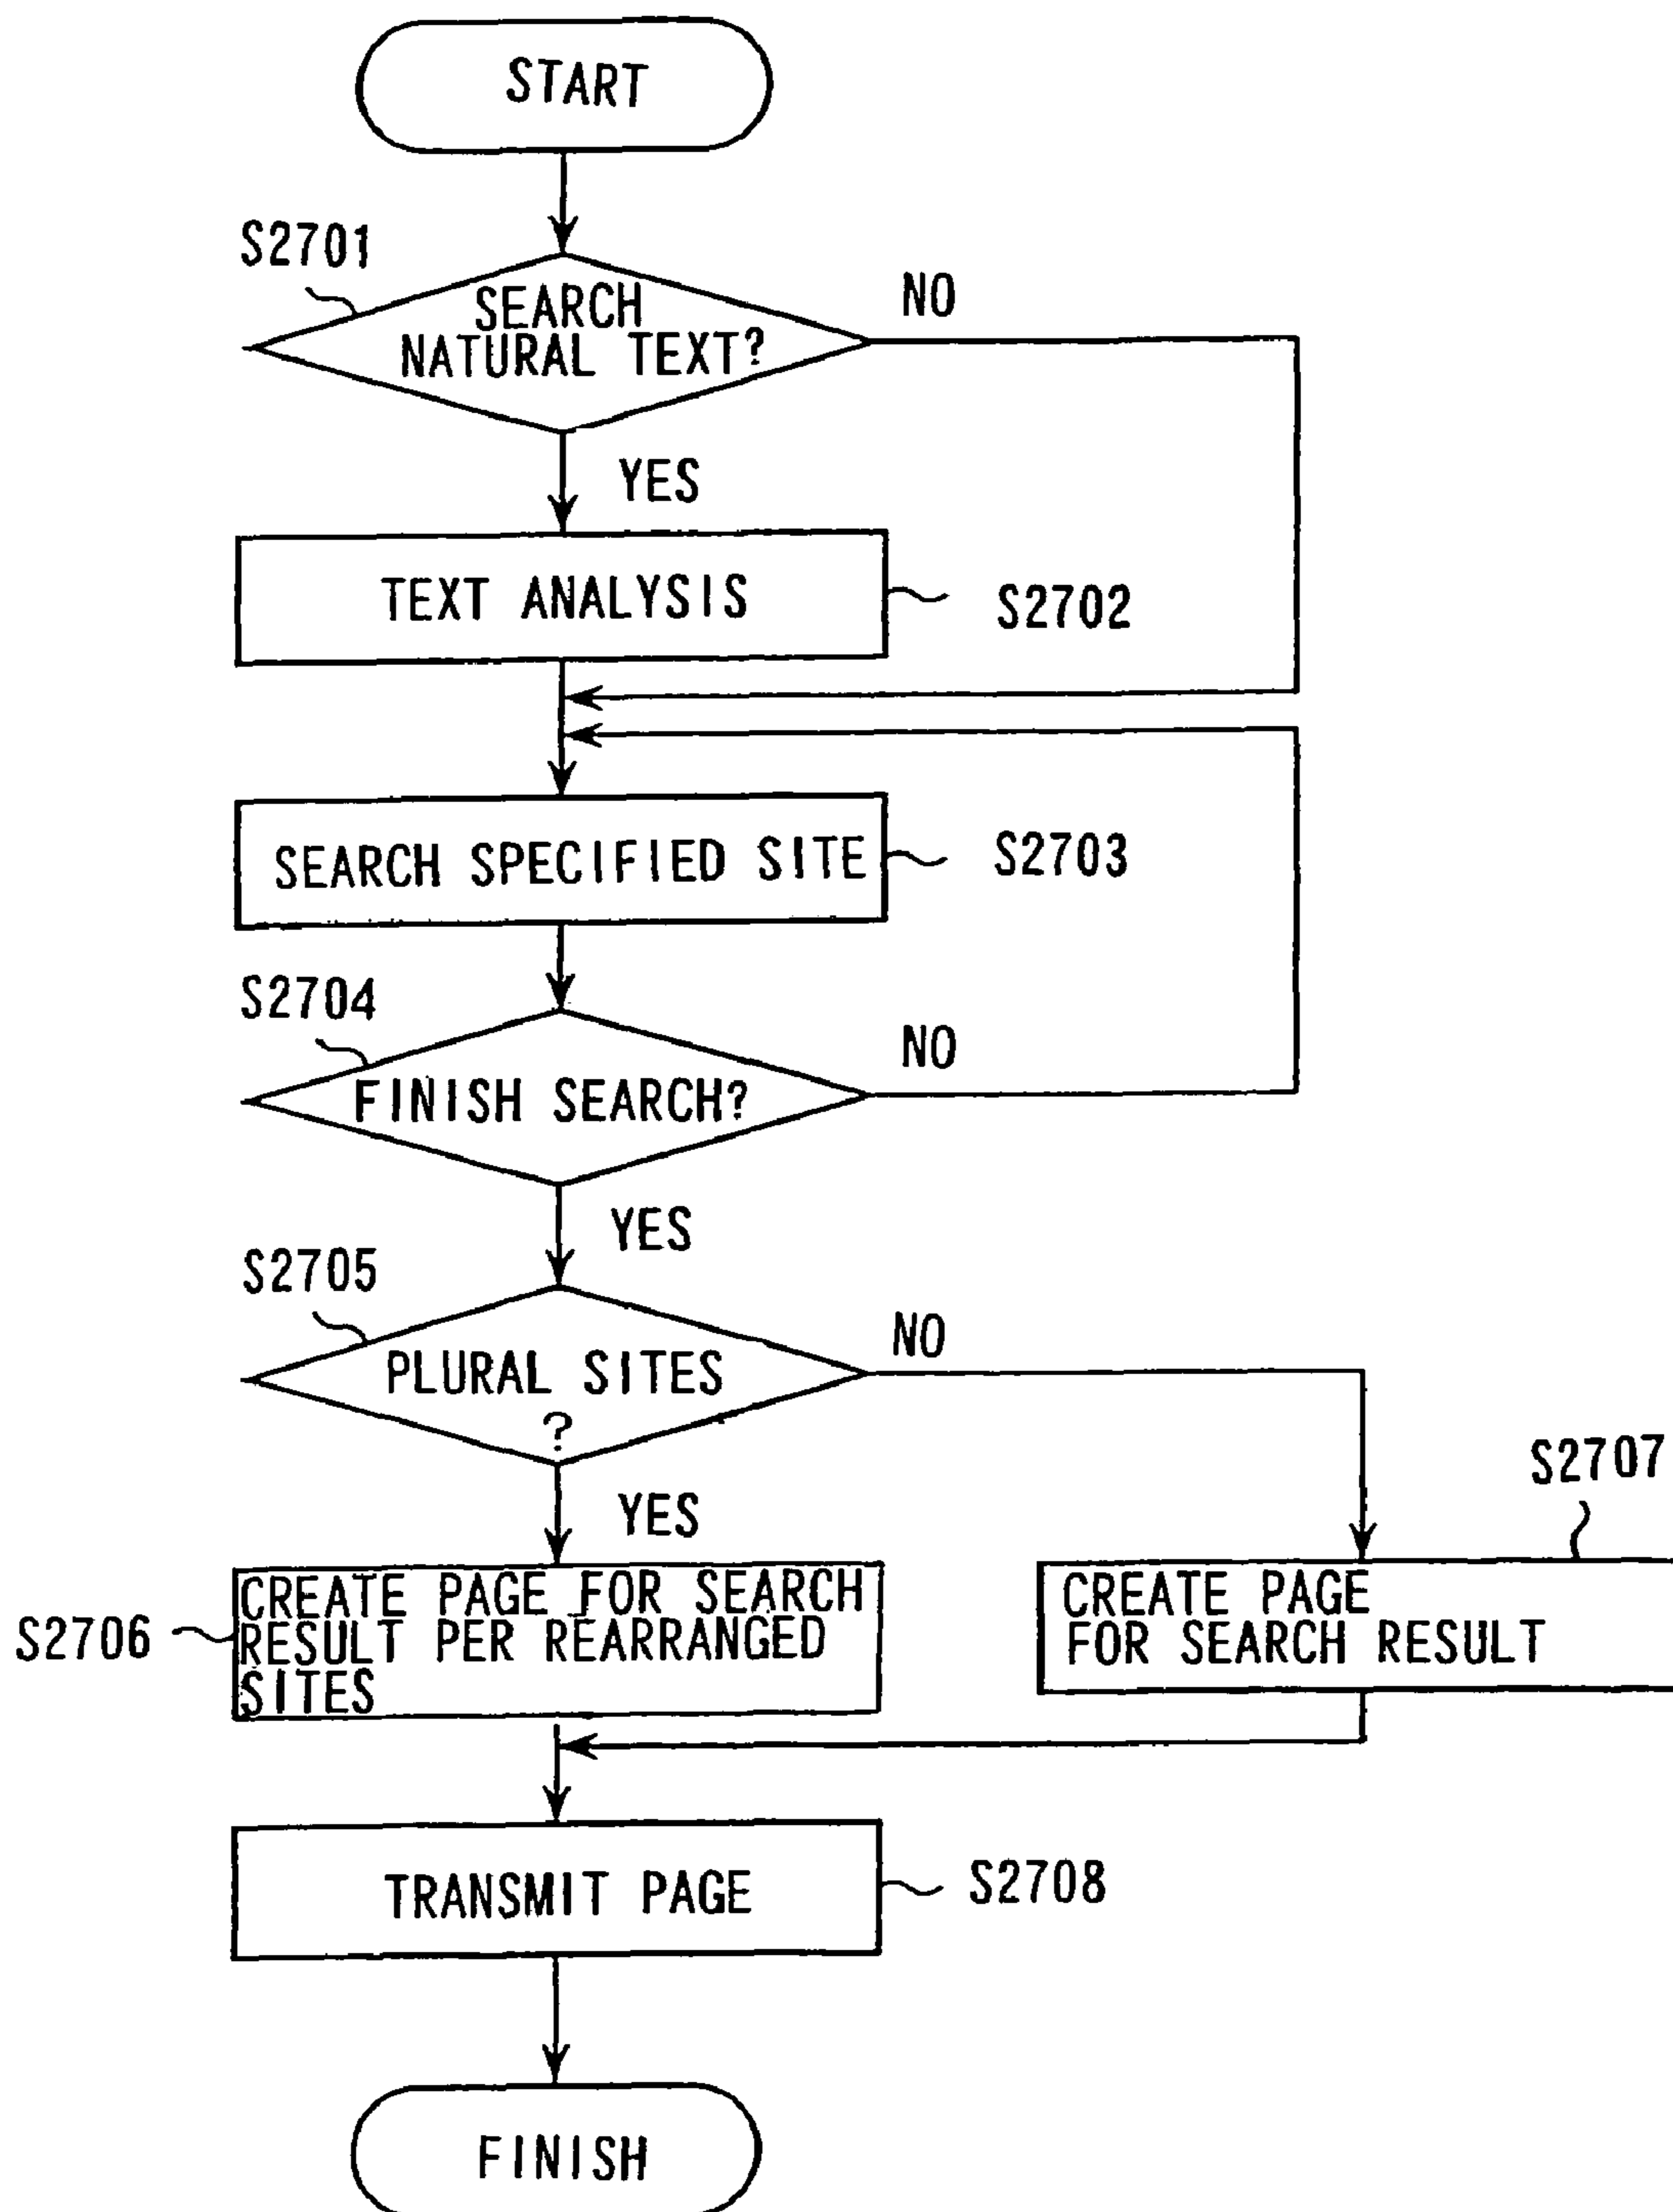 START
S2701
SEARCH
NATURAL TEXT?
NO
YES
TEXT ANALYSIS
S2702
SEARCH SPECIFIED SITE
S2703
S2704
FINISH SEARCH?
NO
YES
S2705
PLURAL SITES
?
NO
YES
S2706
CREATE PAGE FOR SEARCH
RESULT PER REARRANGED
SITES
S2707
CREATE PAGE
FOR SEARCH RESULT
TRANSMIT PAGE
S2708
FINISH